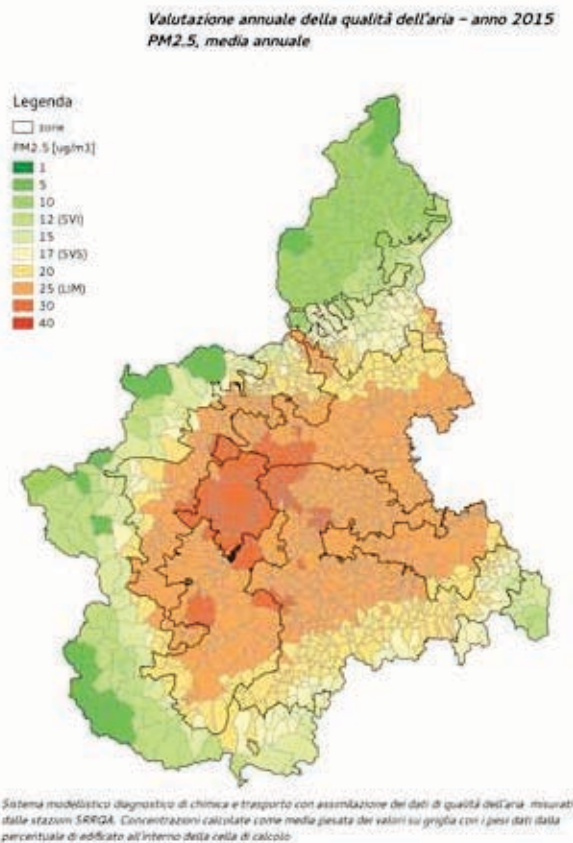 Valutazione annuale della qualità dell'aria – anno 2015
PM2.5, media annuale
Legenda
zone
PM2.5 [ug/m3]
1
5
10
12 (SVI)
15
17 (SVS)
20
25 (LIM)
30
40
Sistema modellistico diagnostico di chimica e trasporto con assimilazione dei dati di qualità dell'aria misurati
dalle stazioni SRRQA. Concentrazioni calcolate come media pesata dei valori su griglia con i pesi dati dalla
percentuale di edificato all'interno della cella di calcolo